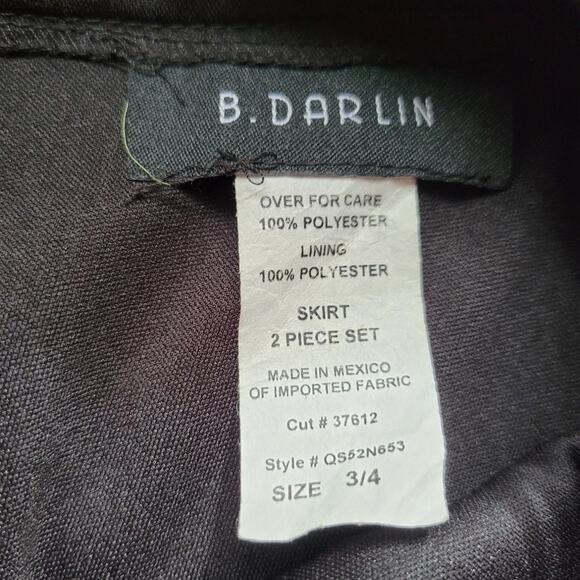 B. DARLIN
OVER FOR CARE
100% POLYESTER
LINING
100% POLYESTER
SKIRT
2 PIECE SET
MADE IN MEXICO
OF IMPORTED FABRIC
Cut # 37612
Style # QS52N653
SIZE 3/4